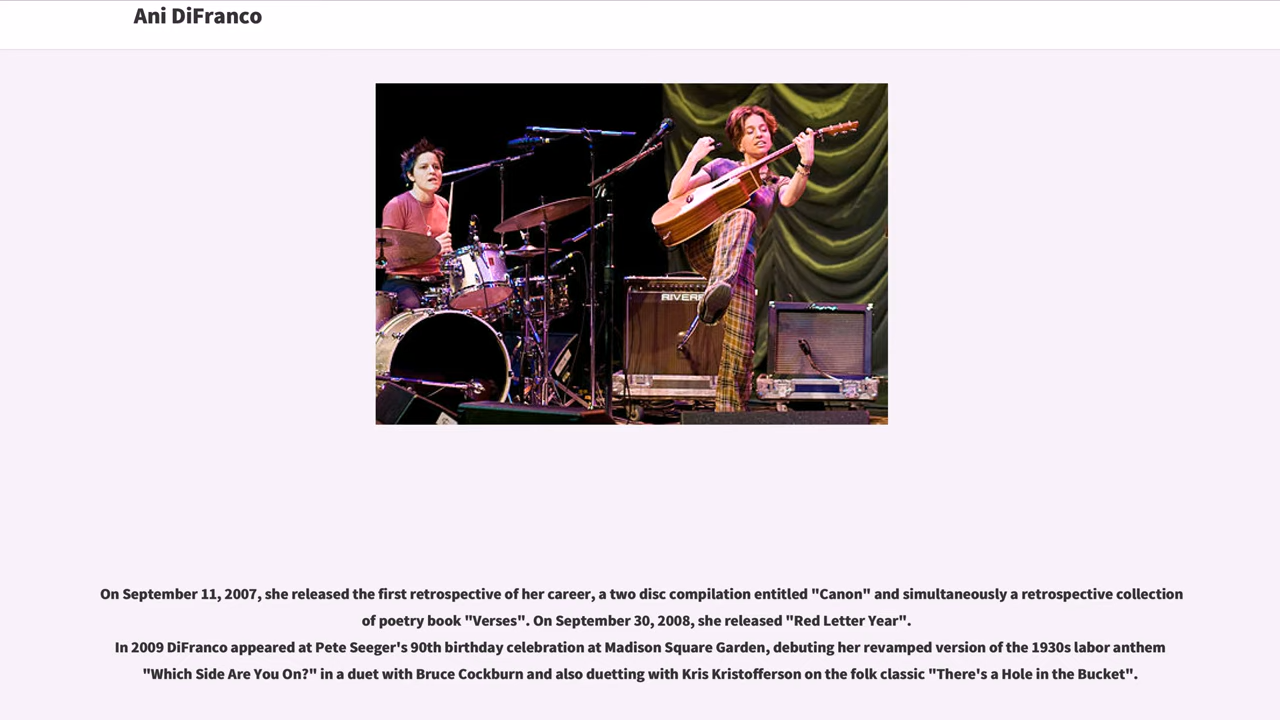 Ani DiFranco
RIVER
Ampeg
On September 11, 2007, she released the first retrospective of her career, a two disc compilation entitled "Canon" and simultaneously a retrospective collection
of poetry book "Verses". On September 30, 2008, she released "Red Letter Year".
In 2009 DiFranco appeared at Pete Seeger's 90th birthday celebration at Madison Square Garden, debuting her revamped version of the 1930s labor anthem
"Which Side Are You On?" in a duet with Bruce Cockburn and also duetting with Kris Kristofferson on the folk classic "There's a Hole in the Bucket".